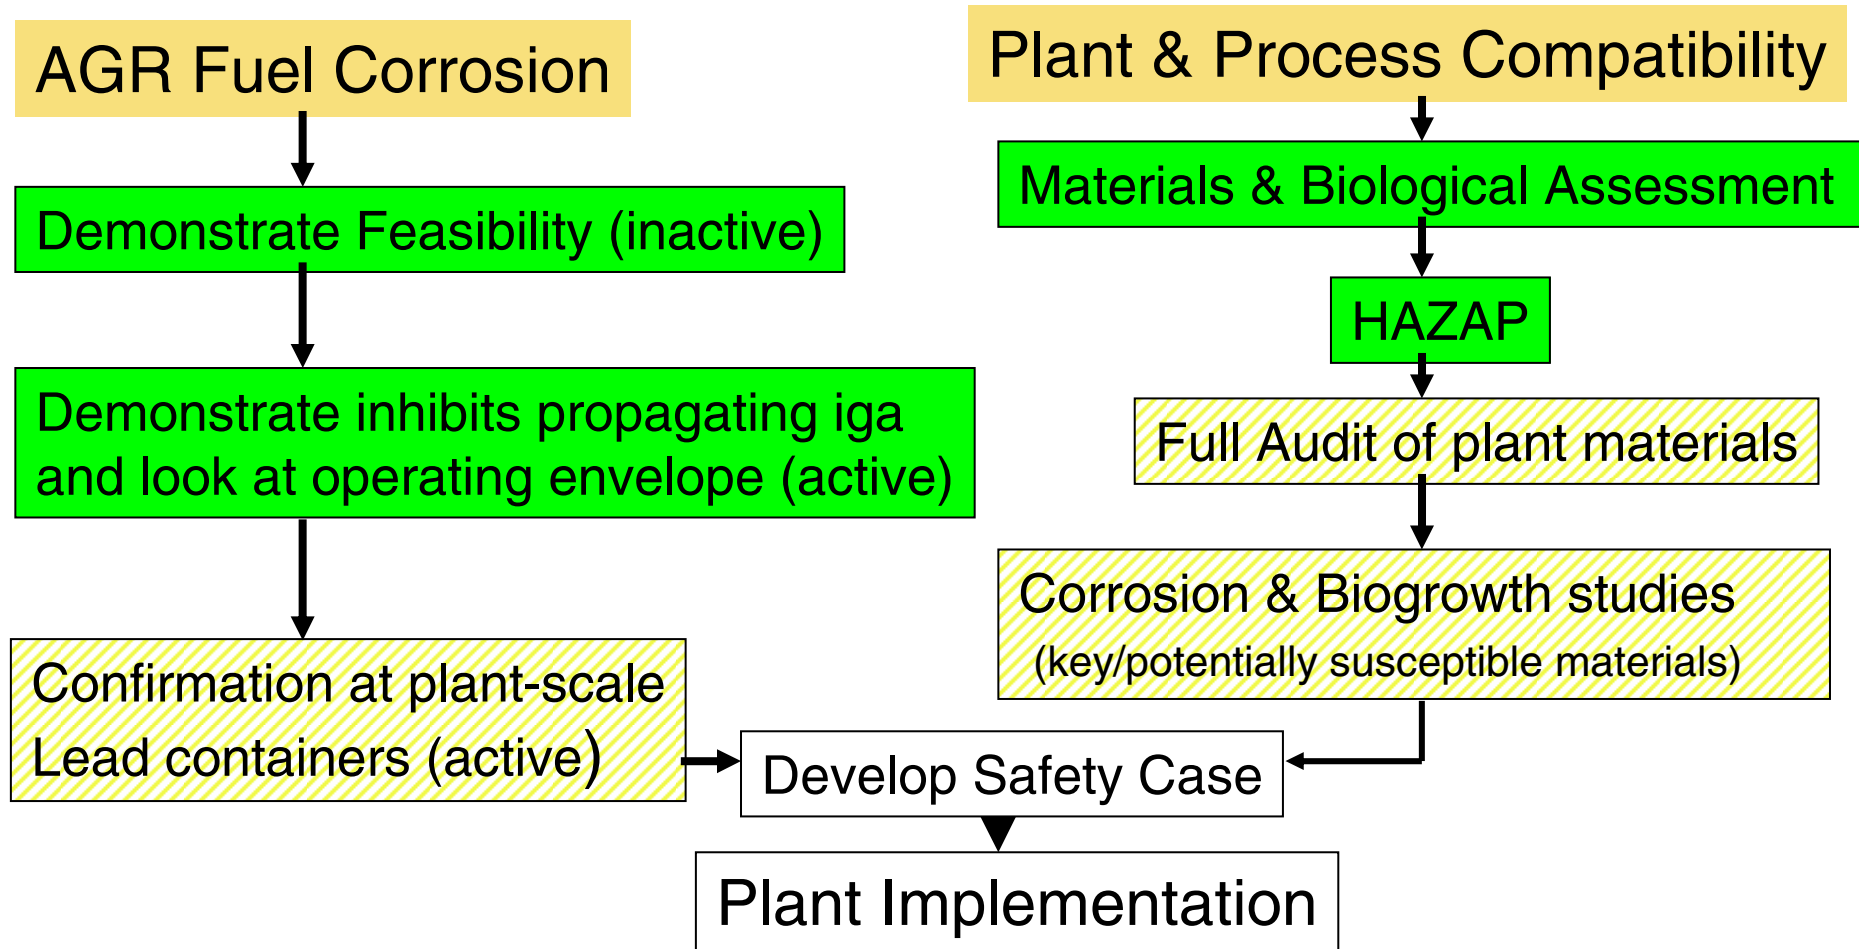 AGR Fuel Corrosion
Demonstrate Feasibility (inactive)
Demonstrate inhibits propagating iga
and look at operating envelope (active)
Confirmation at plant-scale
Lead containers (active)
Plant & Process Compatibility
Materials & Biological Assessment
HAZAP
Full Audit of plant materials
Corrosion & Biogrowth studies
(key/potentially susceptible materials)
Develop Safety Case
Plant Implementation